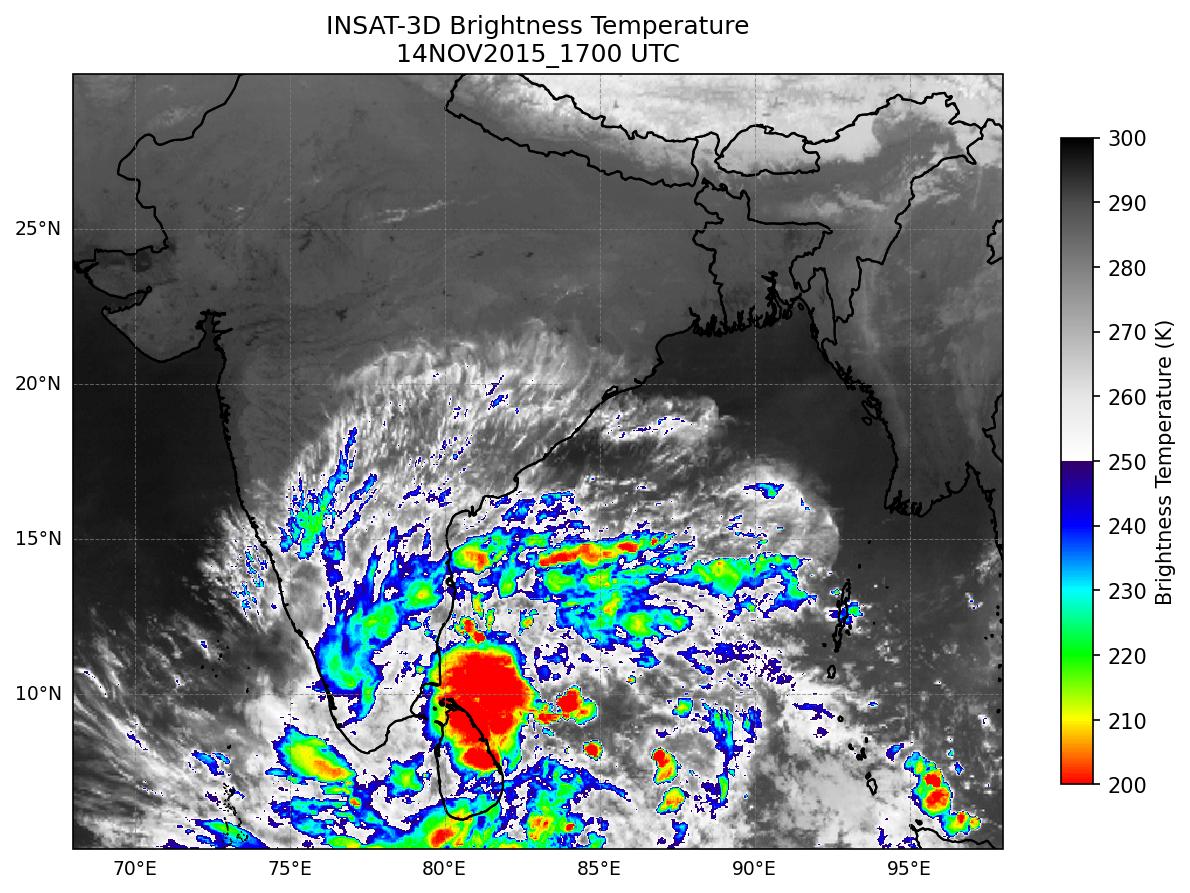 INSAT-3D Brightness Temperature
14NOV2015_1700 UTC
25°N
20°N
15°N
10°N
70°E
75°E
80°E
85°E
90°E
95°E
300
290
280
270
260
250
240
230
220
210
200
Brightness Temperature (K)